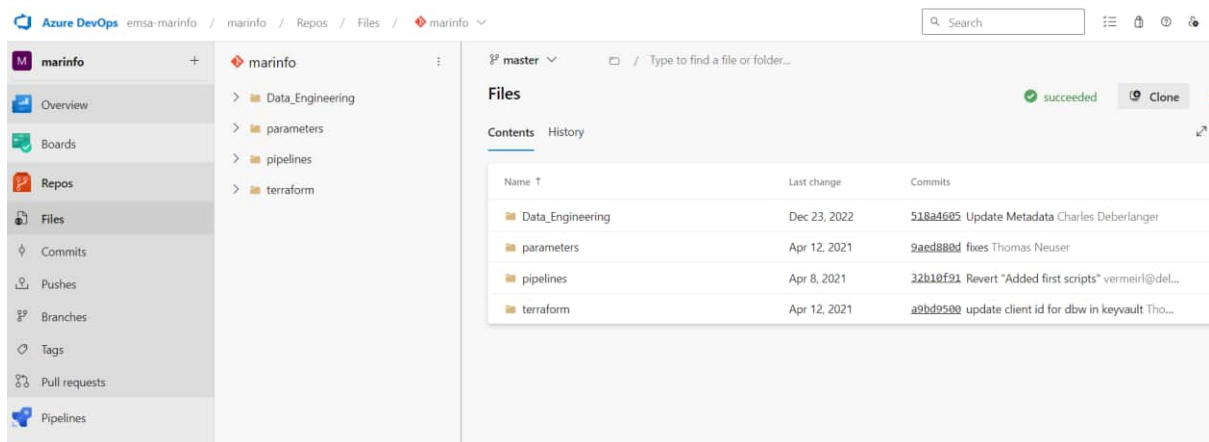 Azure DevOps emsa-marinfo / marinfo / Repos / Files / marinfo
Search
M marinfo +
Overview
Boards
Repos
Files
Commits
Pushes
Branches
Tags
Pull requests
Pipelines
marinfo
Data_Engineering
parameters
pipelines
terraform
master / Type to find a file or folder...
Files
succeeded Clone
Contents History
Name ↑ Last change Commits
Data_Engineering Dec 23, 2022 518a4605 Update Metadata Charles Deberlanger
parameters Apr 12, 2021 9aed880d fixes Thomas Neuser
pipelines Apr 8, 2021 32b10f91 Revert "Added first scripts" vermeirl@del...
terraform Apr 12, 2021 a9bd9500 update client id for dbw in keyvault Tho...